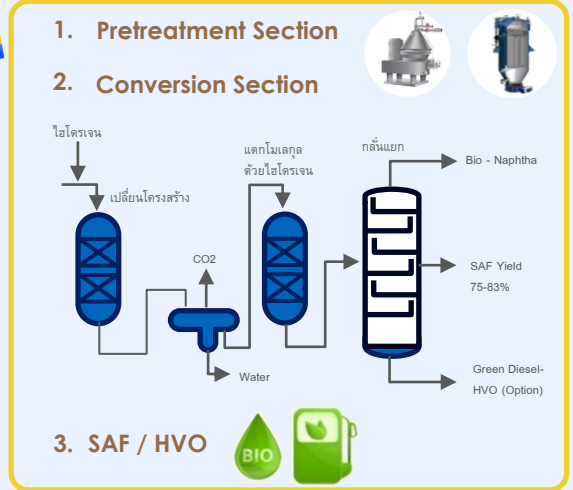 1. Pretreatment Section
2. Conversion Section
ไฮโดรเจน
เปลี่ยนโครงสร้าง
CO2
Water
แตกโมเลกุล
ด้วยไฮโดรเจน
กลั่นแยก
Bio - Naphtha
SAF Yield
75-83%
Green Diesel-
HVO (Option)
3. SAF / HVO
BIO